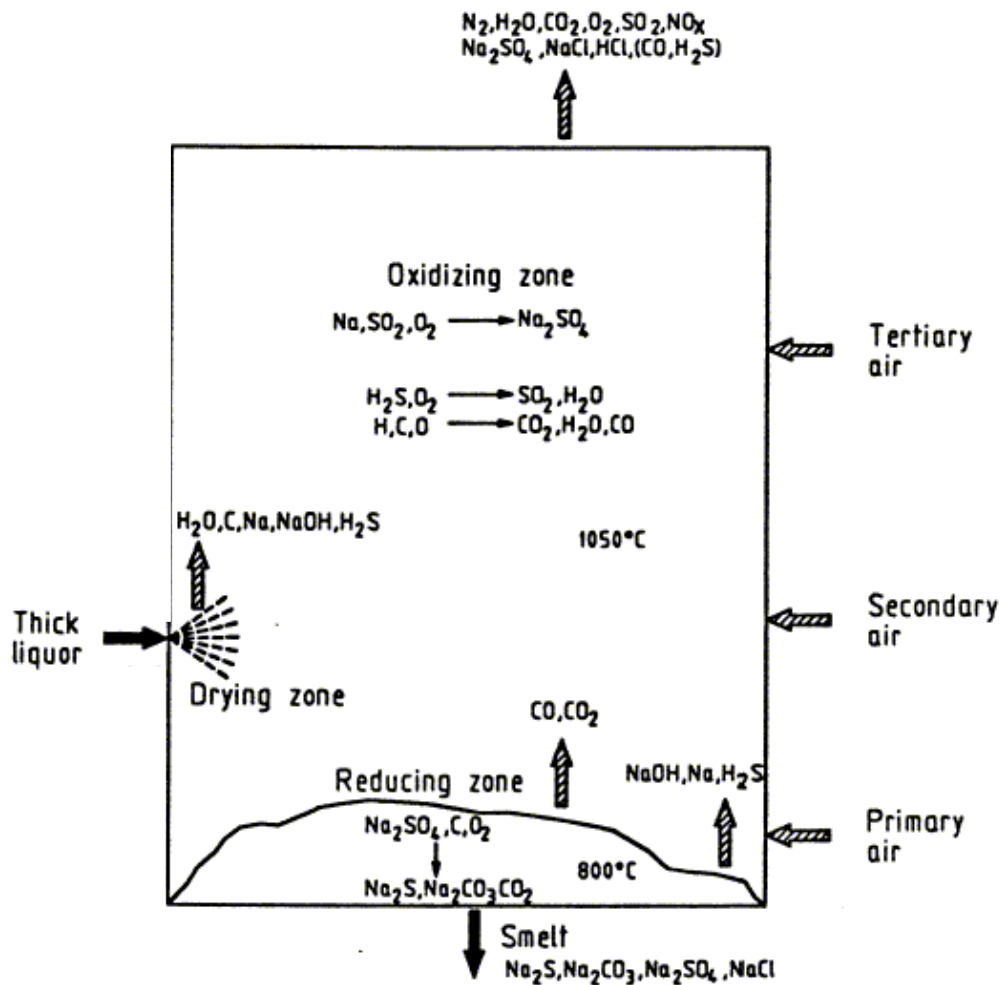 N₂,H₂O,CO₂,O₂,SO₂,NOx
Na₂SO₄,NaCl,HCl,(CO,H₂S)
Oxidizing zone
Na,SO₂,O₂ → Na₂SO₄
Tertiary
air
H₂S,O₂ → SO₂,H₂O
H,C,O → CO₂,H₂O,CO
H₂O,C,Na,NaOH,H₂S
1050°C
Thick
liquor
Secondary
air
Drying zone
CO,CO₂
Reducing zone
NaOH,Na,H₂S
Na₂SO₄,C,O₂
Primary
air
800°C
Na₂S,Na₂CO₃CO₂
Smelt
Na₂S,Na₂CO₃,Na₂SO₄,NaCl